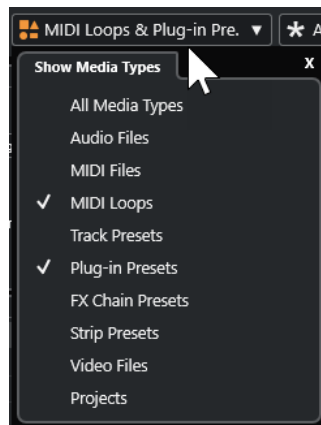 MIDI Loops & Plug-in Pre. ▼ A
Show Media Types X
All Media Types
Audio Files
MIDI Files
✓ MIDI Loops
Track Presets
✓ Plug-in Presets
FX Chain Presets
Strip Presets
Video Files
Projects